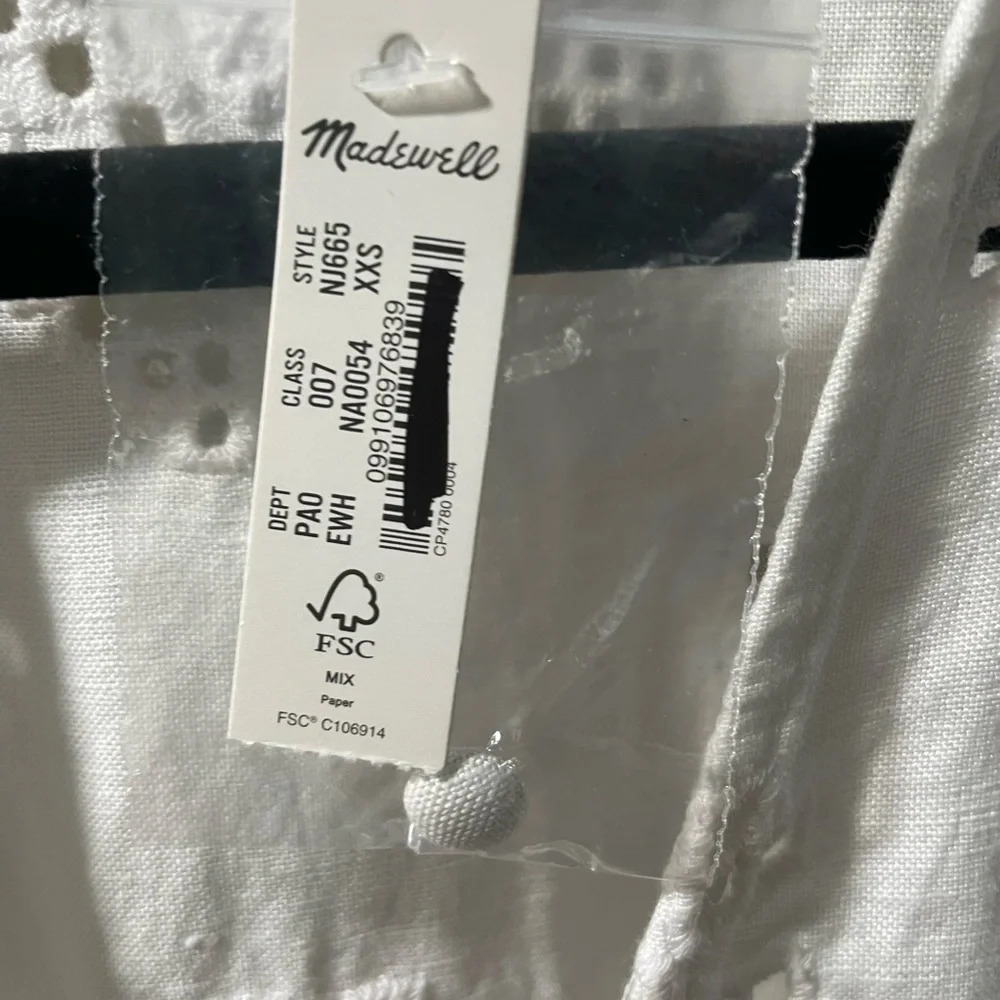 Madewell
STYLE
NJ665
XXS
CLASS
007
NA0054
DEPT
PA0
EWH
099106976839
CP4780 0004
®
FSC
MIX
Paper
FSC® C106914